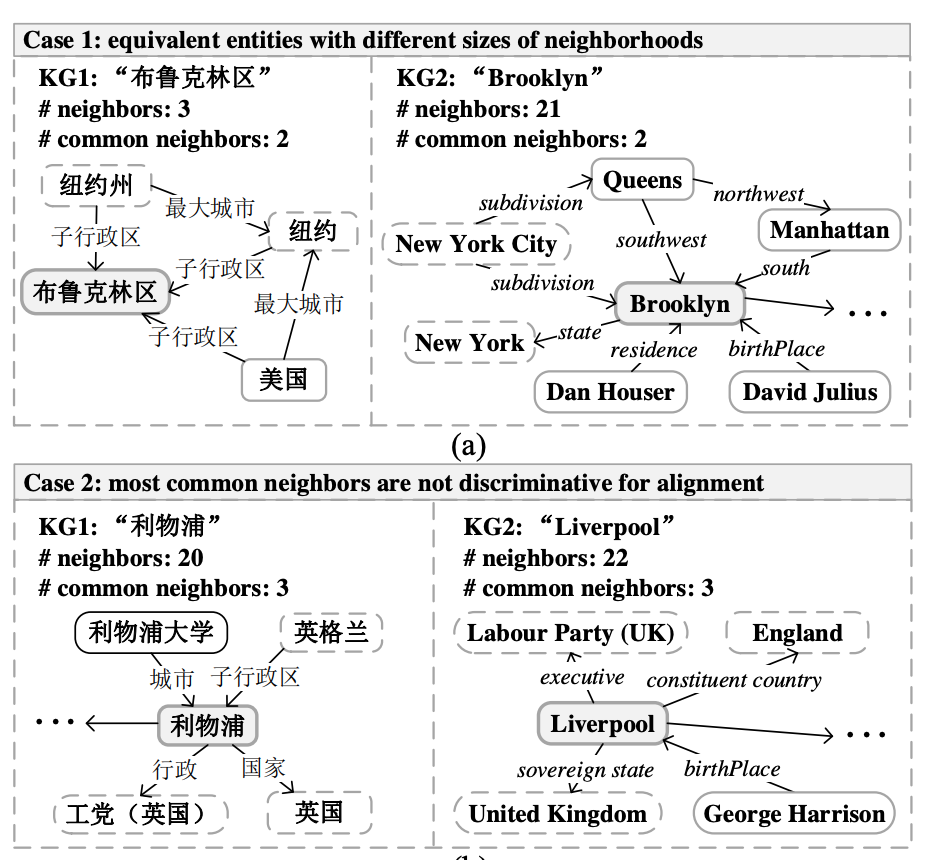 Case 1: equivalent entities with different sizes of neighborhoods
KG1: “布鲁克林区”
# neighbors: 3
# common neighbors: 2
纽约州
最大城市
子行政区
纽约
子行政区
布鲁克林区
最大城市
子行政区
美国
KG2: “Brooklyn”
# neighbors: 21
# common neighbors: 2
Queens
subdivision
northwest
New York City
southwest
Manhattan
subdivision
south
Brooklyn
...
New York
state
residence
birthPlace
Dan Houser
David Julius
(a)
Case 2: most common neighbors are not discriminative for alignment
KG1: “利物浦”
# neighbors: 20
# common neighbors: 3
利物浦大学
英格兰
城市
子行政区
...
利物浦
行政
国家
工党（英国）
英国
KG2: “Liverpool”
# neighbors: 22
# common neighbors: 3
Labour Party (UK)
England
executive
constituent country
Liverpool
...
sovereign state
birthPlace
United Kingdom
George Harrison